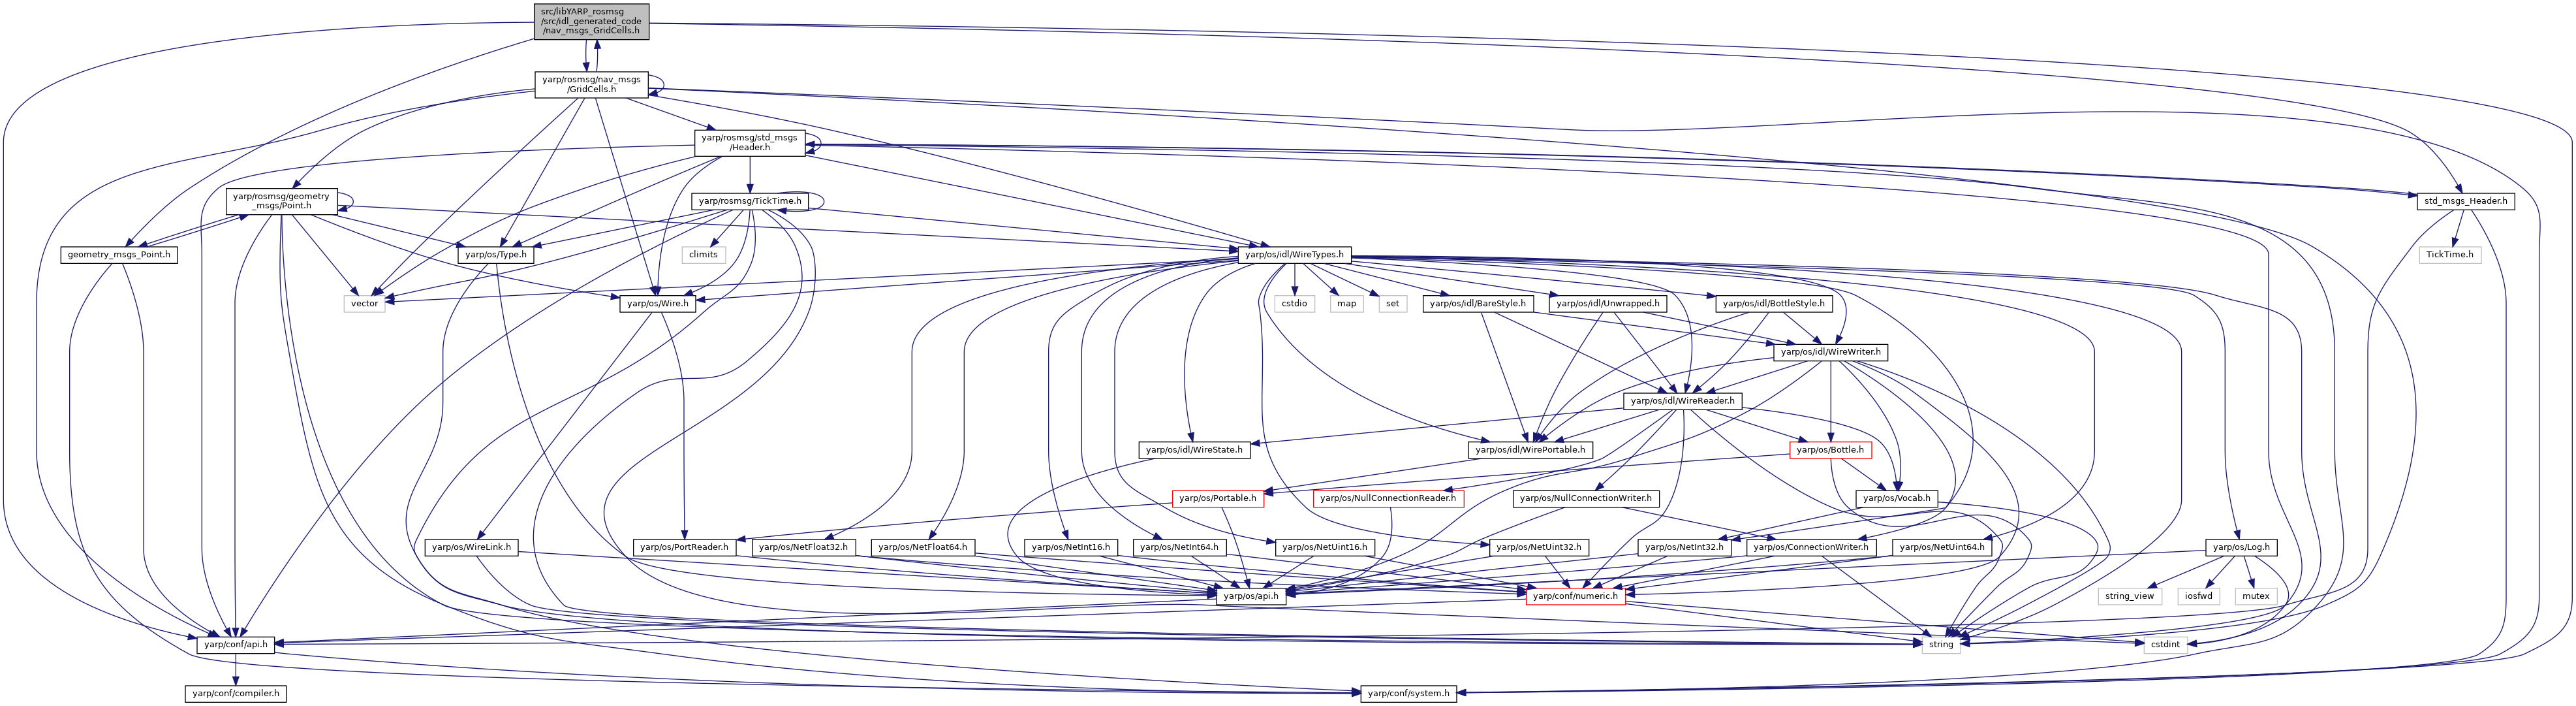 src/libYARP_rosmsg
/src/idl_generated_code
/nav_msgs_GridCells.h
yarp/rosmsg/nav_msgs
/GridCells.h
yarp/rosmsg/std_msgs
/Header.h
yarp/rosmsg/geometry
_msgs/Point.h
yarp/rosmsg/TickTime.h
std_msgs_Header.h
geometry_msgs_Point.h
yarp/os/Type.h
climits
yarp/os/idl/WireTypes.h
TickTime.h
vector
yarp/os/Wire.h
cstdio
map
set
yarp/os/idl/BareStyle.h
yarp/os/idl/Unwrapped.h
yarp/os/idl/BottleStyle.h
yarp/os/idl/WireWriter.h
yarp/os/idl/WireReader.h
yarp/os/idl/WireState.h
yarp/os/idl/WirePortable.h
yarp/os/Bottle.h
yarp/os/Portable.h
yarp/os/NullConnectionReader.h
yarp/os/NullConnectionWriter.h
yarp/os/Vocab.h
yarp/os/WireLink.h
yarp/os/PortReader.h
yarp/os/NetFloat32.h
yarp/os/NetFloat64.h
yarp/os/NetInt16.h
yarp/os/NetInt64.h
yarp/os/NetUint16.h
yarp/os/NetUint32.h
yarp/os/NetInt32.h
yarp/os/ConnectionWriter.h
yarp/os/NetUint64.h
yarp/os/Log.h
yarp/os/api.h
yarp/conf/numeric.h
string_view
iosfwd
mutex
yarp/conf/api.h
string
cstdint
yarp/conf/compiler.h
yarp/conf/system.h